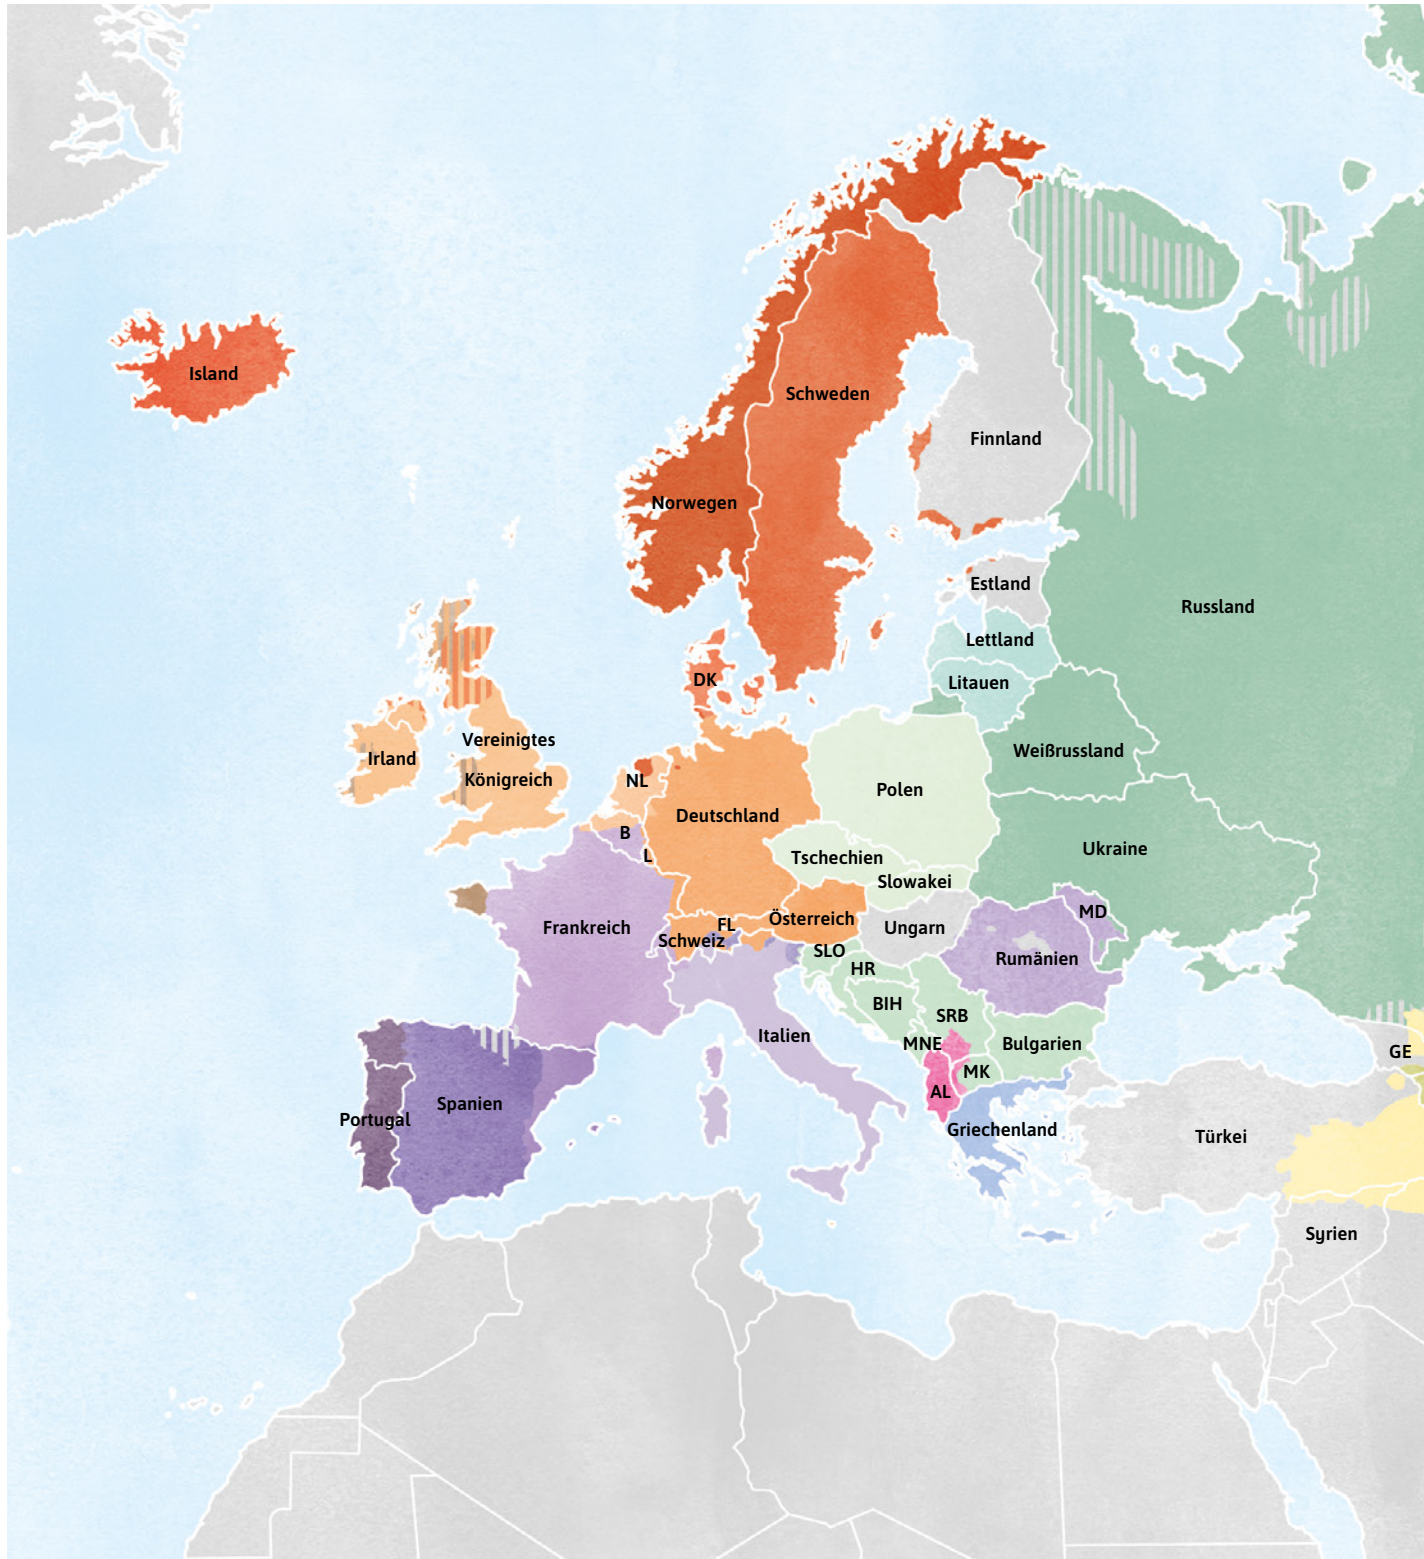 Island
Schweden
Finnland
Norwegen
Estland
Russland
Lettland
DK
Litauen
Vereinigtes
Königreich
Irland
Weißrussland
NL
Polen
Deutschland
B
L
Tschechien
Ukraine
Slowakei
MD
Österreich
FL
Frankreich
Ungarn
Schweiz
SLO
Rumänien
HR
BIH
SRB
Italien
MNE
Bulgarien
GE
MK
AL
Spanien
Portugal
Griechenland
Türkei
Syrien